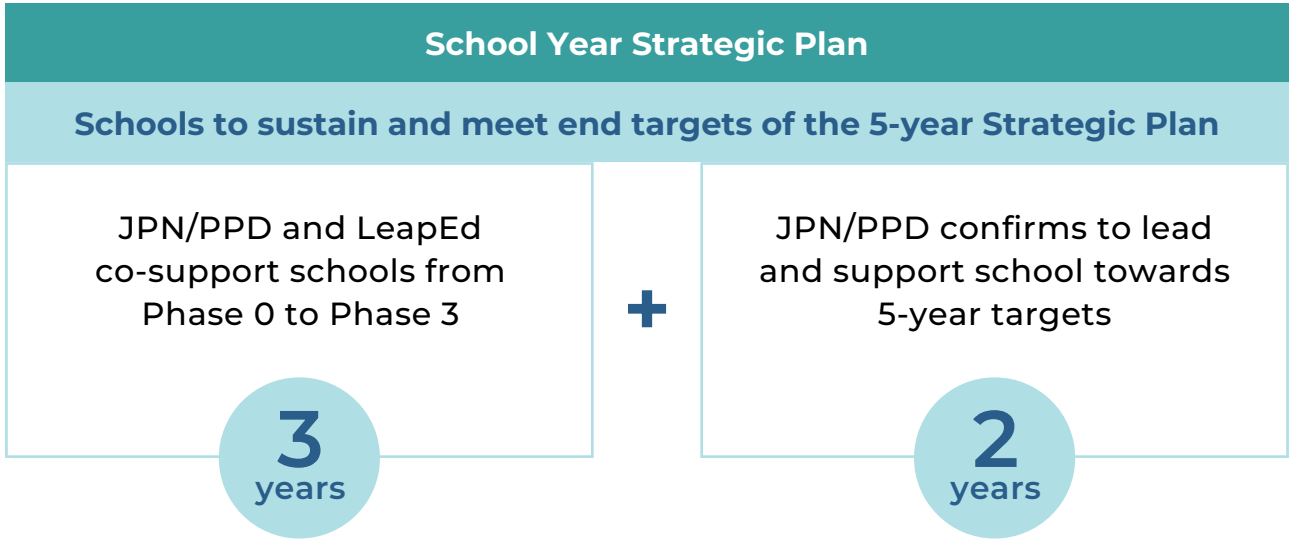 School Year Strategic Plan
Schools to sustain and meet end targets of the 5-year Strategic Plan
JPN/PPD and LeapEd
co-support schools from
Phase 0 to Phase 3
3
years
+
JPN/PPD confirms to lead
and support school towards
5-year targets
2
years